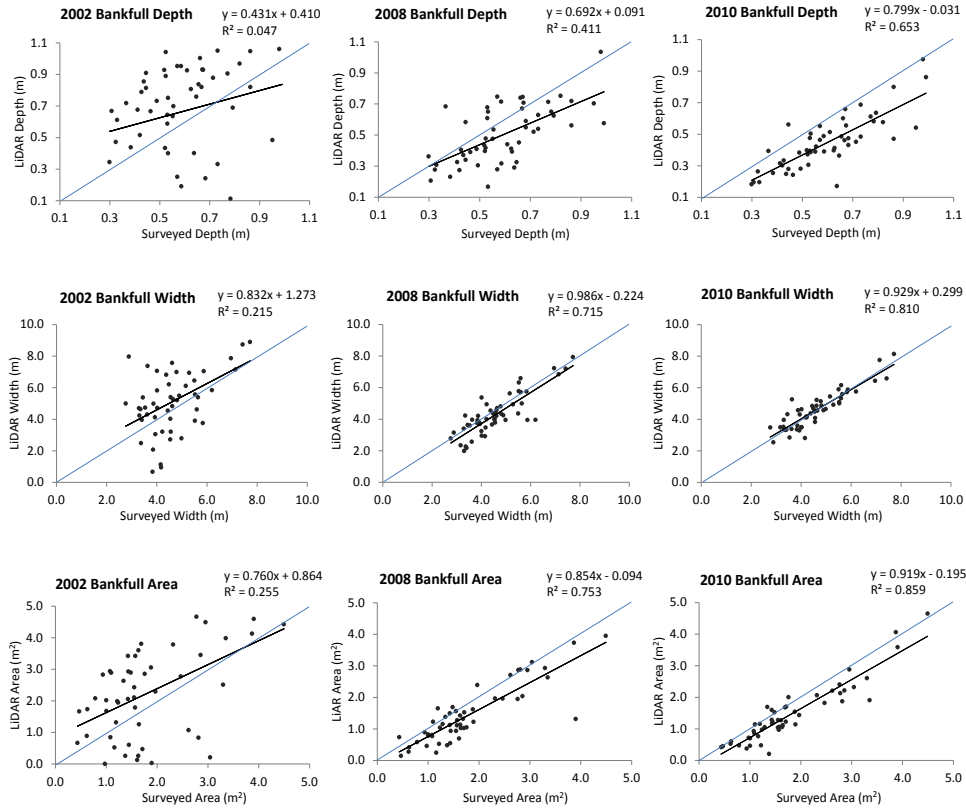 2002 Bankfull Depth
y = 0.431x + 0.410
R² = 0.047
LiDAR Depth (m)
1.1
0.9
0.7
0.5
0.3
0.1
0.1 0.3 0.5 0.7 0.9 1.1
Surveyed Depth (m)
2008 Bankfull Depth
y = 0.692x + 0.091
R² = 0.411
LiDAR Depth (m)
1.1
0.9
0.7
0.5
0.3
0.1
0.1 0.3 0.5 0.7 0.9 1.1
Surveyed Depth (m)
2010 Bankfull Depth
y = 0.799x - 0.031
R² = 0.653
LiDAR Depth (m)
1.1
0.9
0.7
0.5
0.3
0.1
0.1 0.3 0.5 0.7 0.9 1.1
Surveyed Depth (m)
2002 Bankfull Width
y = 0.832x + 1.273
R² = 0.215
LiDAR Width (m)
10.0
8.0
6.0
4.0
2.0
0.0
0.0 2.0 4.0 6.0 8.0 10.0
Surveyed Width (m)
2008 Bankfull Width
y = 0.986x - 0.224
R² = 0.715
LiDAR Width (m)
10.0
8.0
6.0
4.0
2.0
0.0
0.0 2.0 4.0 6.0 8.0 10.0
Surveyed Width (m)
2010 Bankfull Width
y = 0.929x + 0.299
R² = 0.810
LiDAR Width (m)
10.0
8.0
6.0
4.0
2.0
0.0
0.0 2.0 4.0 6.0 8.0 10.0
Surveyed Width (m)
2002 Bankfull Area
y = 0.760x + 0.864
R² = 0.255
LiDAR Area (m²)
5.0
4.0
3.0
2.0
1.0
0.0
0.0 1.0 2.0 3.0 4.0 5.0
Surveyed Area (m²)
2008 Bankfull Area
y = 0.854x - 0.094
R² = 0.753
LiAR Area (m²)
5.0
4.0
3.0
2.0
1.0
0.0
0.0 1.0 2.0 3.0 4.0 5.0
Surveyed Area (m²)
2010 Bankfull Area
y = 0.919x - 0.195
R² = 0.859
LiDAR Area (m²)
5.0
4.0
3.0
2.0
1.0
0.0
0.0 1.0 2.0 3.0 4.0 5.0
Surveyed Area (m²)